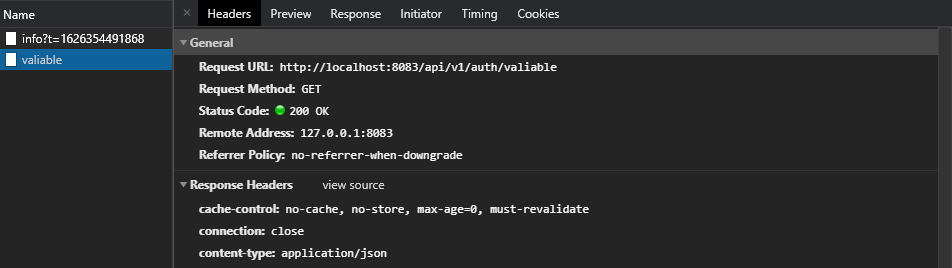 Name
info?t=1626354491868
valiable
× Headers Preview Response Initiator Timing Cookies
General
Request URL: http://localhost:8083/api/v1/auth/valiable
Request Method: GET
Status Code: 200 OK
Remote Address: 127.0.0.1:8083
Referrer Policy: no-referrer-when-downgrade
Response Headers view source
cache-control: no-cache, no-store, max-age=0, must-revalidate
connection: close
content-type: application/json